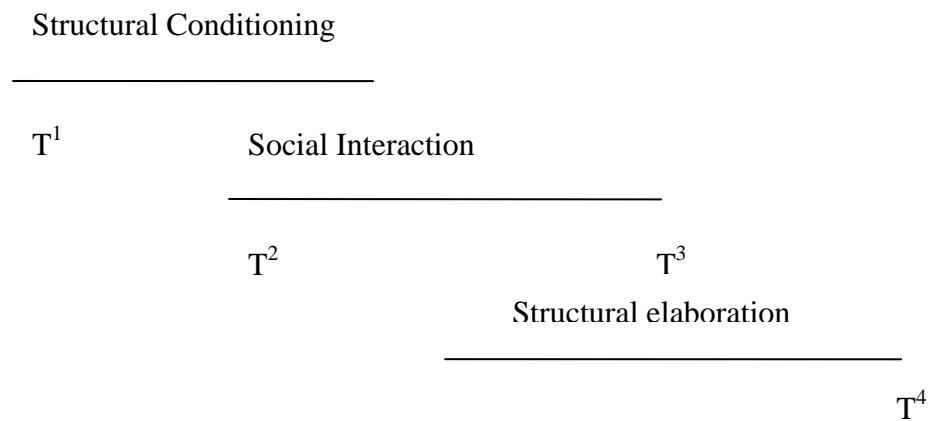 Structural Conditioning
T¹ Social Interaction
T² T³
Structural elaboration
T⁴